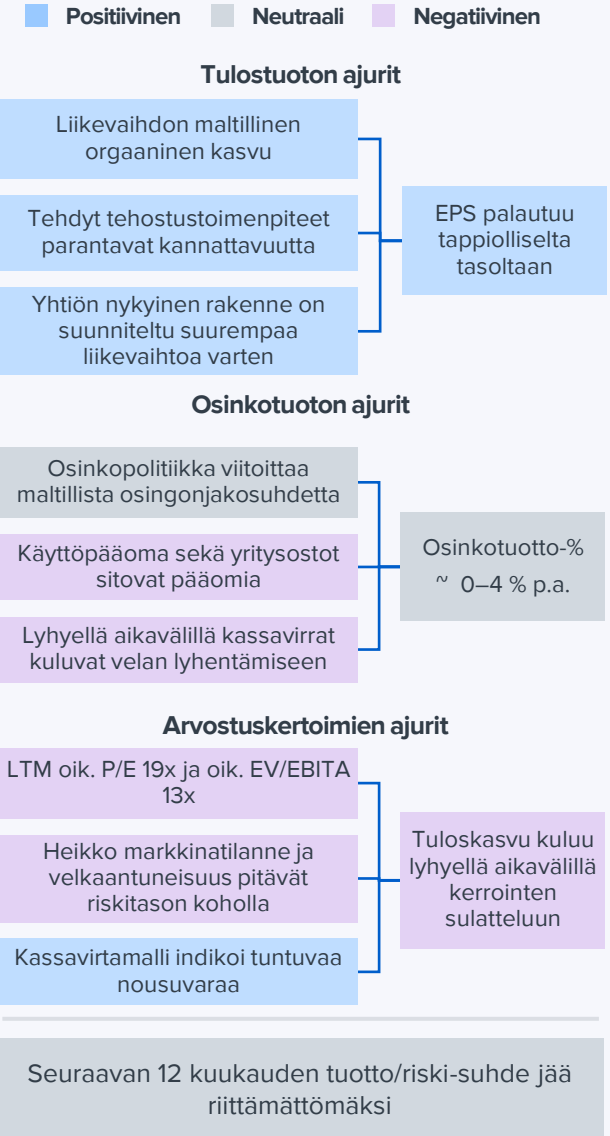 Positiivinen Neutraali Negatiivinen
Tulostuoton ajurit
Liikevaihdon maltillinen
orgaaninen kasvu
Tehdyt tehostustoimenpiteet
parantavat kannattavuutta
Yhtiön nykyinen rakenne on
suunniteltu suurempaa
liikevaihtoa varten
EPS palautuu
tappiolliselta
tasoltaan
Osinkotuoton ajurit
Osinkopolitiikka viitoittaa
maltillista osingonjakosuhdetta
Käyttöpääoma sekä yritysostot
sitovat pääomia
Lyhyellä aikavälillä kassavirrat
kuluvat velan lyhentämiseen
Osinkotuotto-%
~ 0–4 % p.a.
Arvostuskertoimien ajurit
LTM oik. P/E 19x ja oik. EV/EBITA
13x
Heikko markkinatilanne ja
velkaantuneisuus pitävät
riskitason koholla
Kassavirtamalli indikoi tuntuvaa
nousuvaraa
Tuloskasvu kuluu
lyhyellä aikavälillä
kerrointen
sulatteluun
Seuraavan 12 kuukauden tuotto/riski-suhde jää
riittämättömäksi